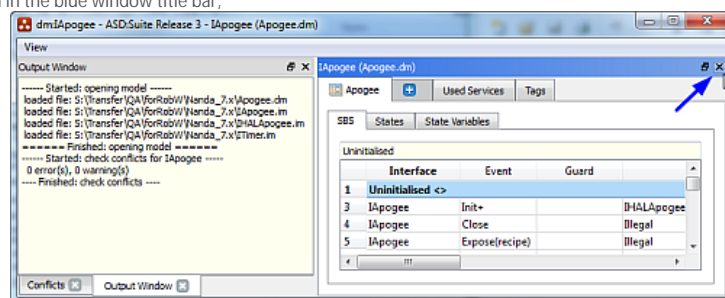 in the blue window title bar,
dm:IApogee - ASD:Suite Release 3 - IApogee (Apogee.dm)
View
Output Window
------ Started: opening model ------
loaded file: S:\Transfer\QA\forRobW\Nanda_7.x\Apogee.dm
loaded file: S:\Transfer\QA\forRobW\Nanda_7.x\IApogee.im
loaded file: S:\Transfer\QA\forRobW\Nanda_7.x\IHALApogee.im
loaded file: S:\Transfer\QA\forRobW\Nanda_7.x\ITimer.im
====== Finished: opening model ======
------ Started: check conflicts for IApogee -----
0 error(s), 0 warning(s)
---- Finished: check conflicts ----
Conflicts
Output Window
IApogee (Apogee.dm)
Apogee
Used Services
Tags
SBS
States
State Variables
Uninitialised
Interface Event Guard
1 Uninitialised <>
3 IApogee Init+ IHALApogee
4 IApogee Close Illegal
5 IApogee Expose(recipe) Illegal